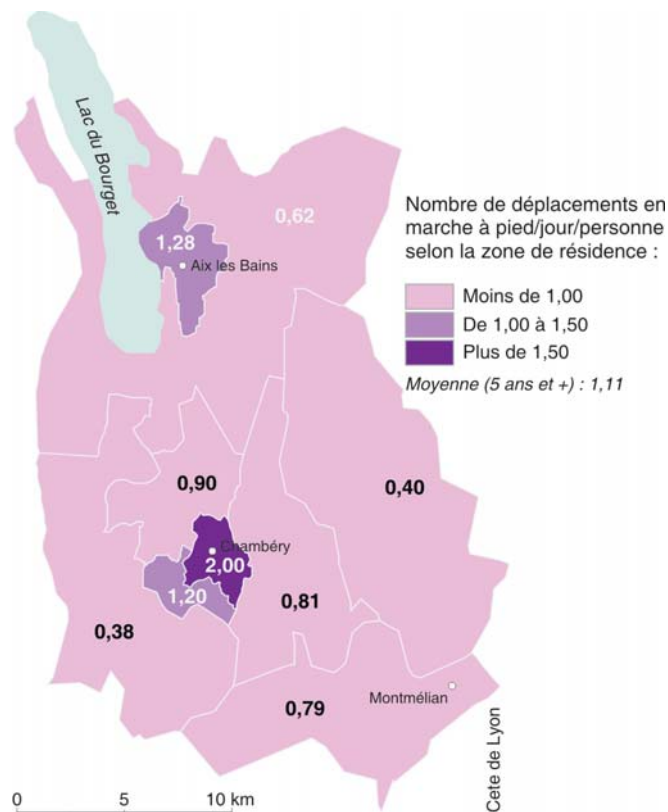 Lac du Bourget
0,62
1,28
Aix les Bains
Nombre de déplacements en
marche à pied/jour/personne
selon la zone de résidence :
Moins de 1,00
De 1,00 à 1,50
Plus de 1,50
Moyenne (5 ans et +) : 1,11
0,90
0,40
Chambéry
2,00
1,20
0,81
0,38
0,79
Montmélian
Cete de Lyon
0 5 10 km